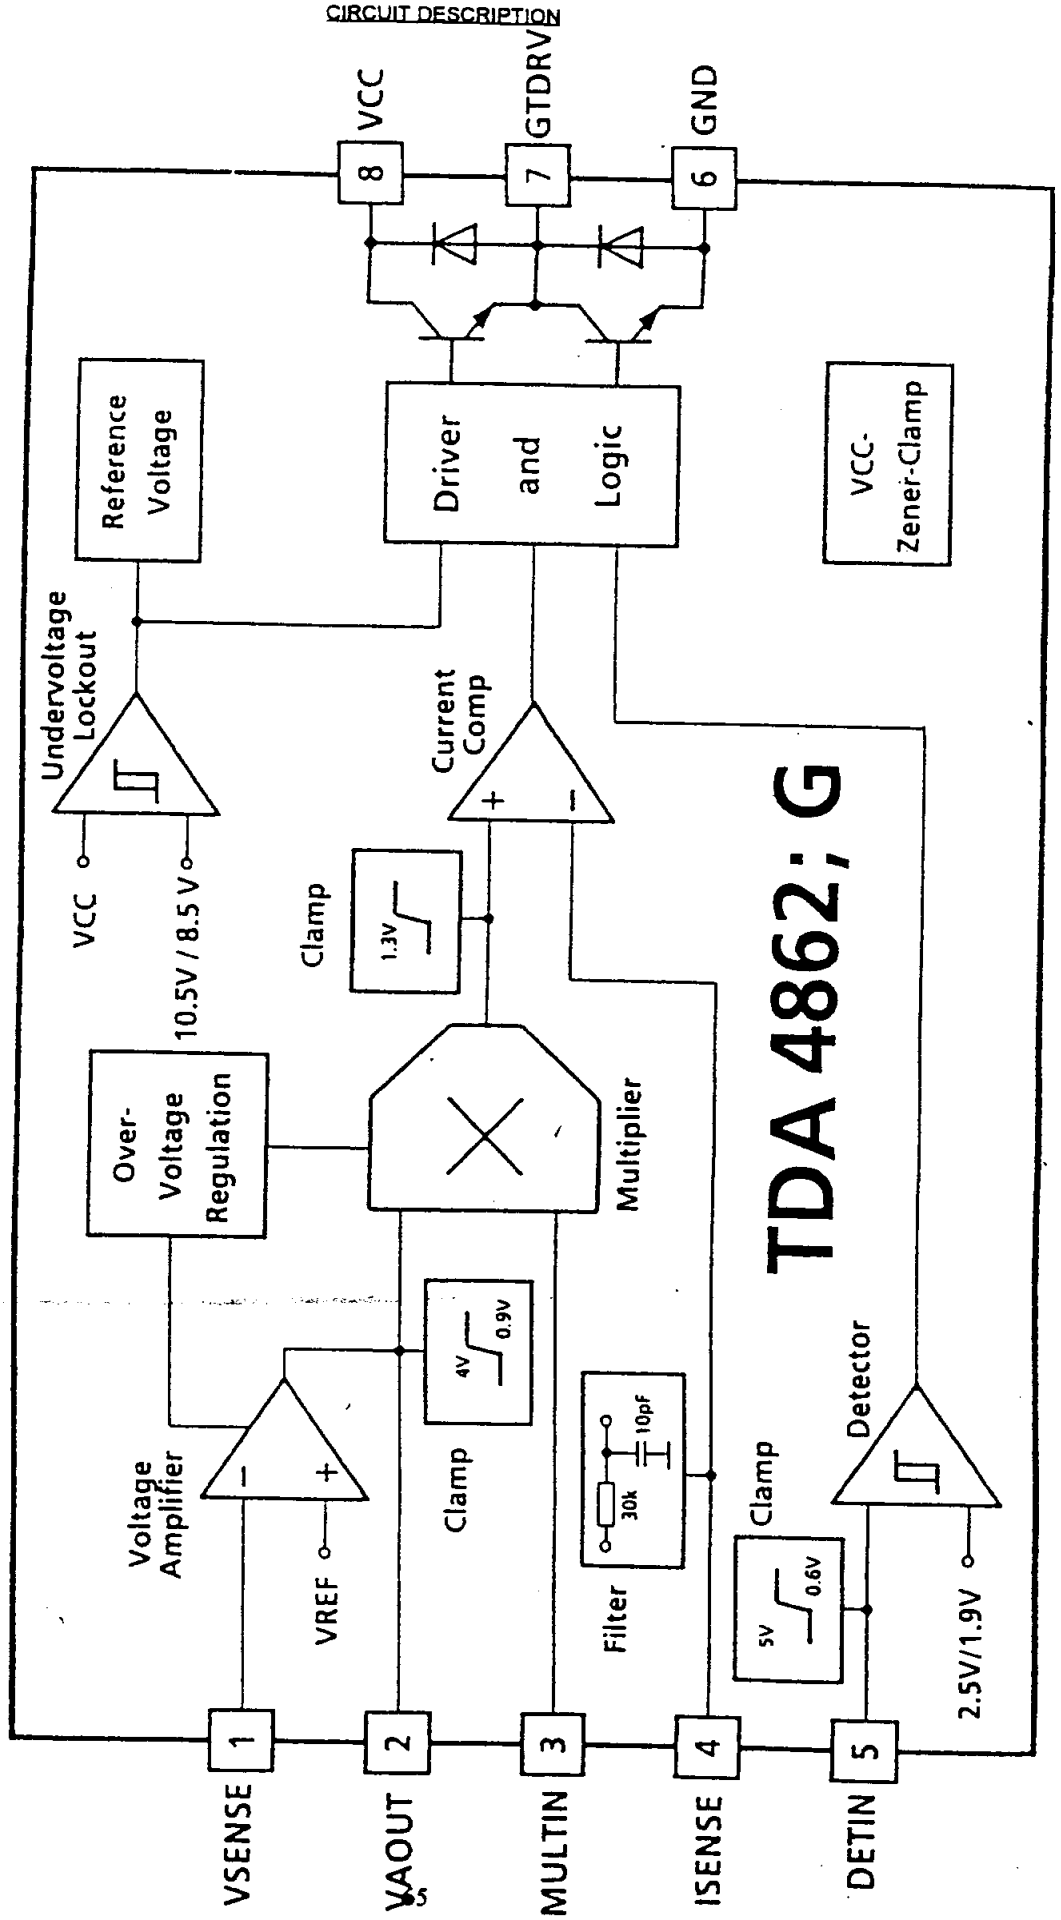 CIRCUIT DESCRIPTION
VCC
8
GTDRV
7
GND
6
Reference
Voltage
Undervoltage
Lockout
VCC
10.5V / 8.5 V
Driver
and
Logic
VCC-
Zener-Clamp
Current
Comp
+
−
Clamp
1.3V
Over-
Voltage
Regulation
Multiplier
TDA 4862; G
Voltage
Amplifier
−
+
VREF
Clamp
4V
0.9V
Filter
30k
10pF
Detector
Clamp
5V
0.6V
2.5V/1.9V
VSENSE
1
VAOUT
2
MULTIN
3
ISENSE
4
DETIN
5
5